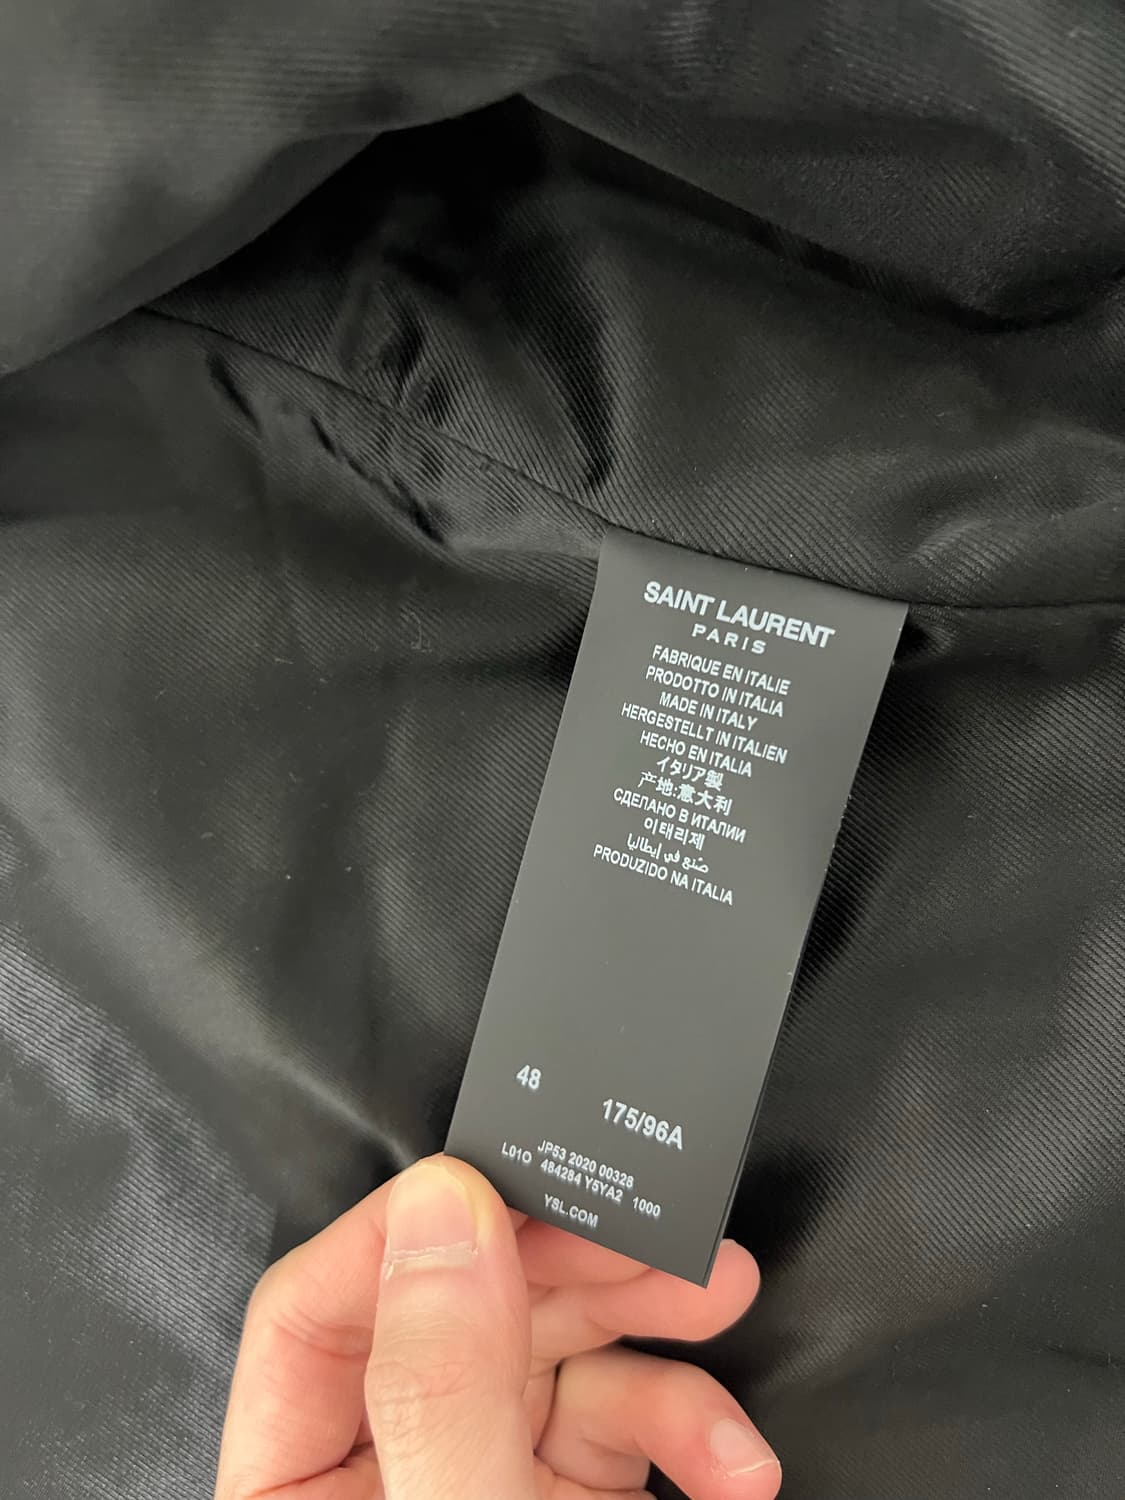 SAINT LAURENT
PARIS
FABRIQUE EN ITALIE
PRODOTTO IN ITALIA
MADE IN ITALY
HERGESTELLT IN ITALIEN
HECHO EN ITALIA
イタリア製
产地:意大利
СДЕЛАНО В ИТАЛИИ
이태리제
صنع في إيطاليا
PRODUZIDO NA ITALIA
48
175/96A
JP53 2020 00328
L01O 484284 Y5YA2 1000
YSL.COM